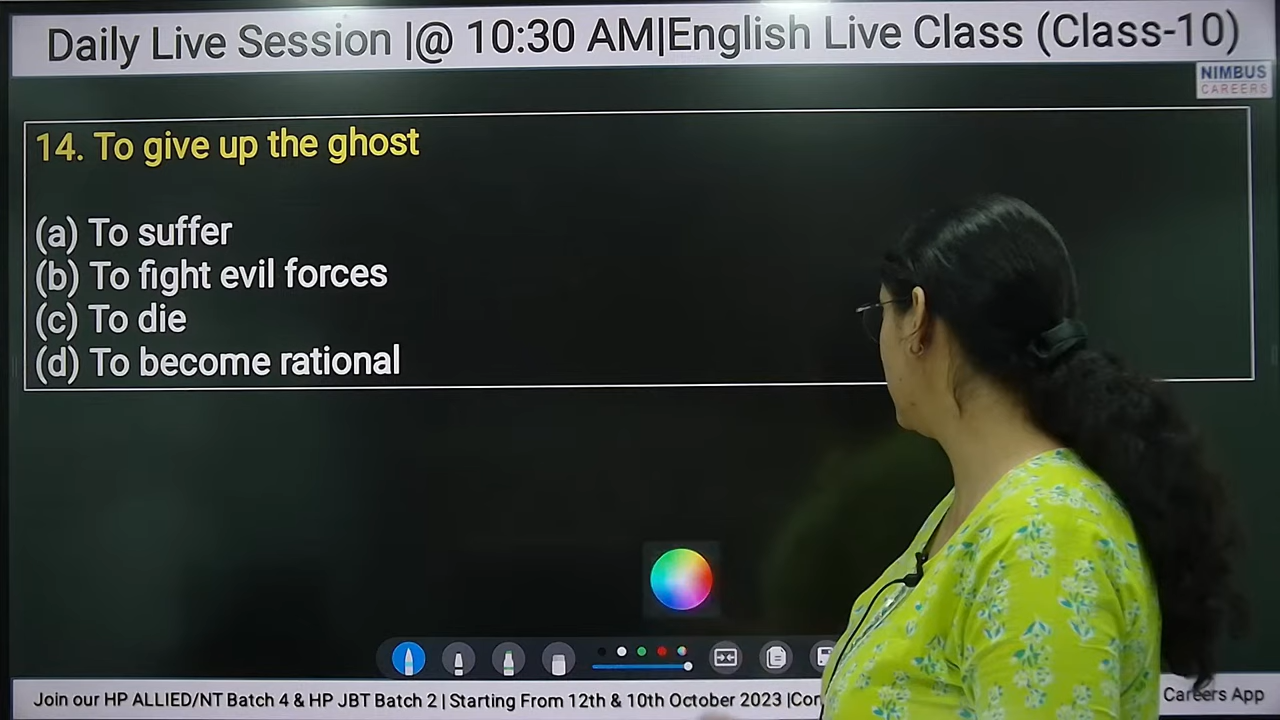 Daily Live Session |@ 10:30 AM|English Live Class (Class-10)
NIMBUS
CAREERS
14. To give up the ghost
(a) To suffer
(b) To fight evil forces
(c) To die
(d) To become rational
Join our HP ALLIED/NT Batch 4 & HP JBT Batch 2 | Starting From 12th & 10th October 2023 |Con
Careers App